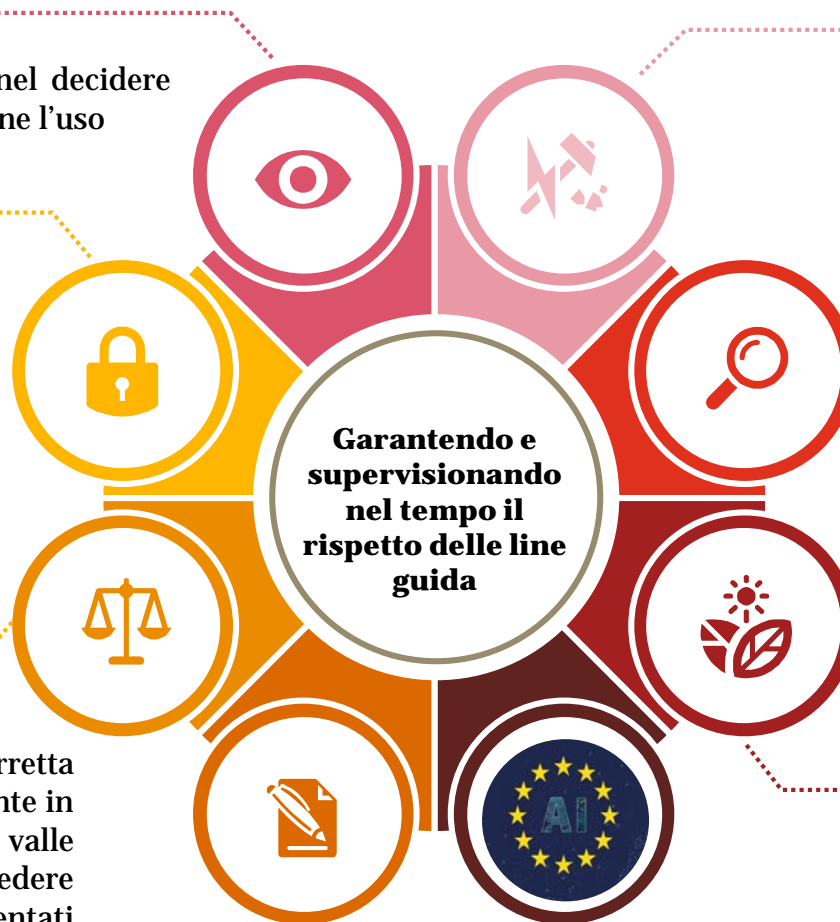 nel decidere
ne l'uso
Garantendo e
supervisionando
nel tempo il
rispetto delle line
guida
AI
rretta
nte in
valle
edere
entati